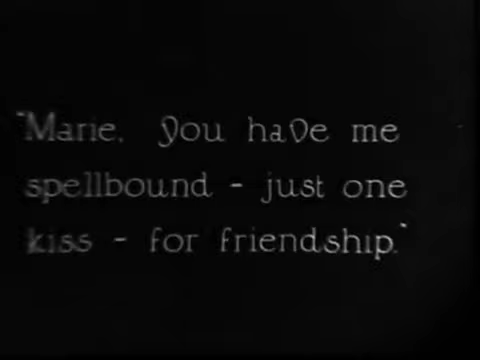 "Marie, you have me
spellbound - just one
kiss - for friendship."